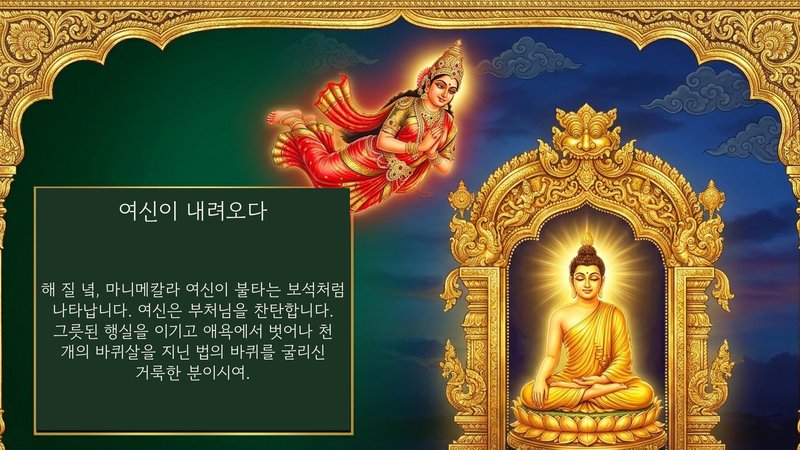 여신이 내려오다
해 질 녘, 마니메칼라 여신이 불타는 보석처럼
나타납니다. 여신은 부처님을 찬탄합니다.
그릇된 행실을 이기고 애욕에서 벗어나 천
개의 바퀴살을 지닌 법의 바퀴를 굴리신
거룩한 분이시여.